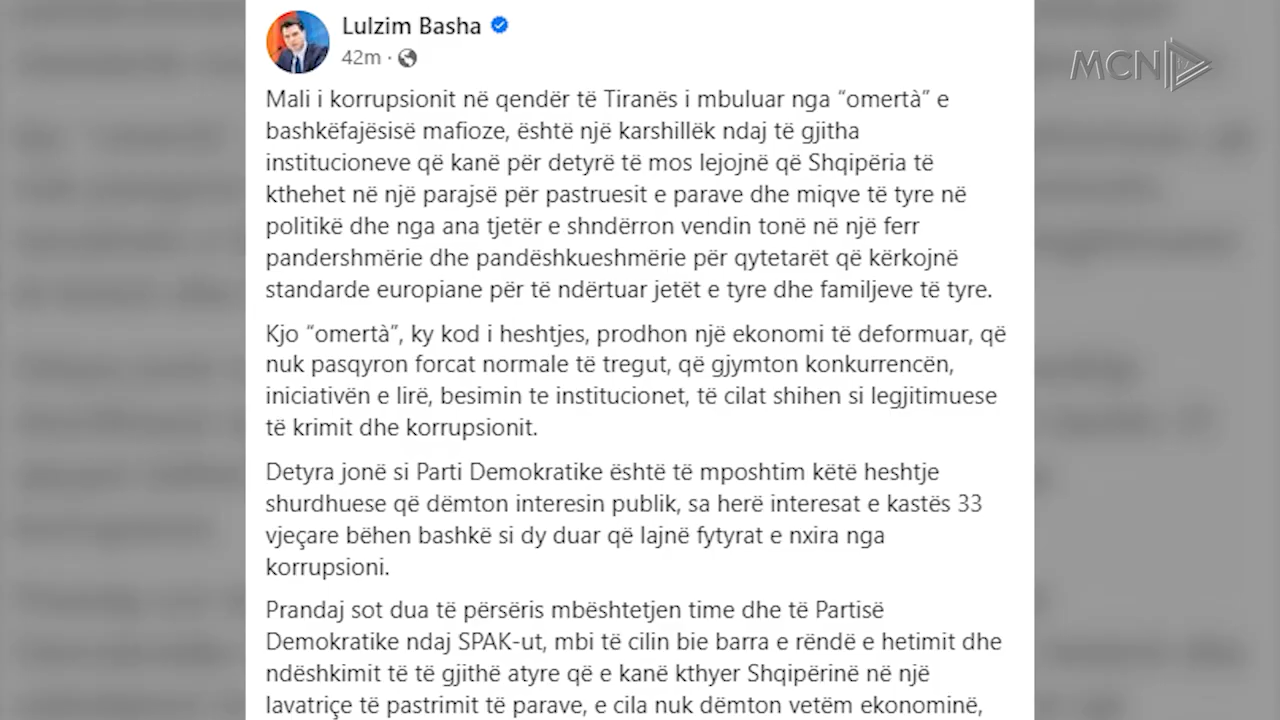 Lulzim Basha
42m ·
MCN
Mali i korrupsionit në qendër të Tiranës i mbuluar nga “omertà” e
bashkëfajësisë mafioze, është një karshillëk ndaj të gjitha
institucioneve që kanë për detyrë të mos lejojnë që Shqipëria të
kthehet në një parajsë për pastruesit e parave dhe miqve të tyre në
politikë dhe nga ana tjetër e shndërron vendin tonë në një ferr
pandershmërie dhe pandëshkueshmërie për qytetarët që kërkojnë
standarde europiane për të ndërtuar jetët e tyre dhe familjeve të tyre.
Kjo “omertà”, ky kod i heshtjes, prodhon një ekonomi të deformuar, që
nuk pasqyron forcat normale të tregut, që gjymton konkurrencën,
iniciativën e lirë, besimin te institucionet, të cilat shihen si legjitimuese
të krimit dhe korrupsionit.
Detyra jonë si Parti Demokratike është të mposhtim këtë heshtje
shurdhuese që dëmton interesin publik, sa herë interesat e kastës 33
vjeçare bëhen bashkë si dy duar që lajnë fytyrat e nxira nga
korrupsioni.
Prandaj sot dua të përsëris mbështetjen time dhe të Partisë
Demokratike ndaj SPAK-ut, mbi të cilin bie barra e rëndë e hetimit dhe
ndëshkimit të të gjithë atyre që e kanë kthyer Shqipërinë në një
lavatriçe të pastrimit të parave, e cila nuk dëmton vetëm ekonominë,